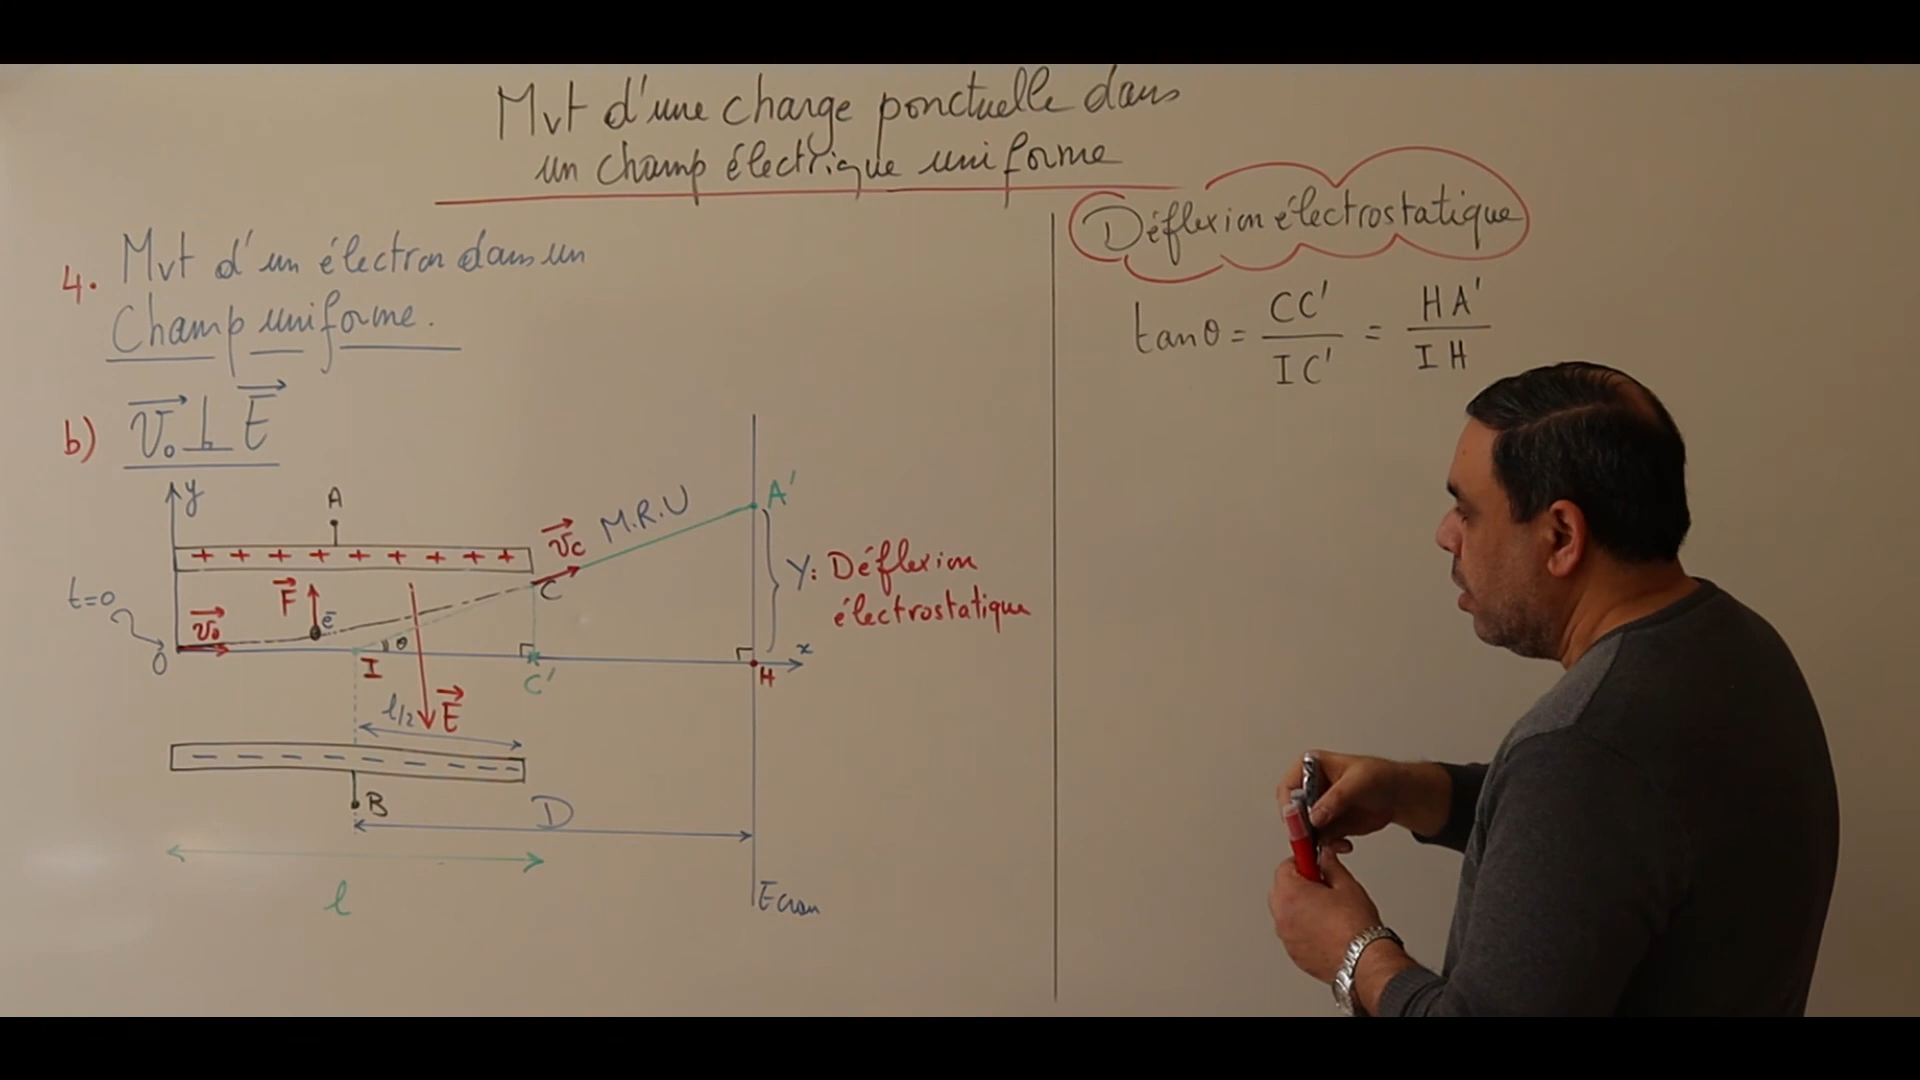 Mvt d'une charge ponctuelle dans
un champ électrique uniforme
4. Mvt d'un électron dans un
Champ uniforme.
b) V₀ ⊥ E
y
A
+ + + + + + + + +
t=0
O
v₀
F
e⁻
I
θ
C
v_C
M.R.U
A'
Y: Déflexion
électrostatique
C'
H
x
l/2
E
- - - - - - - -
B
D
l
Ecran
Déflexion électrostatique
tanθ = CC'/IC' = HA'/IH